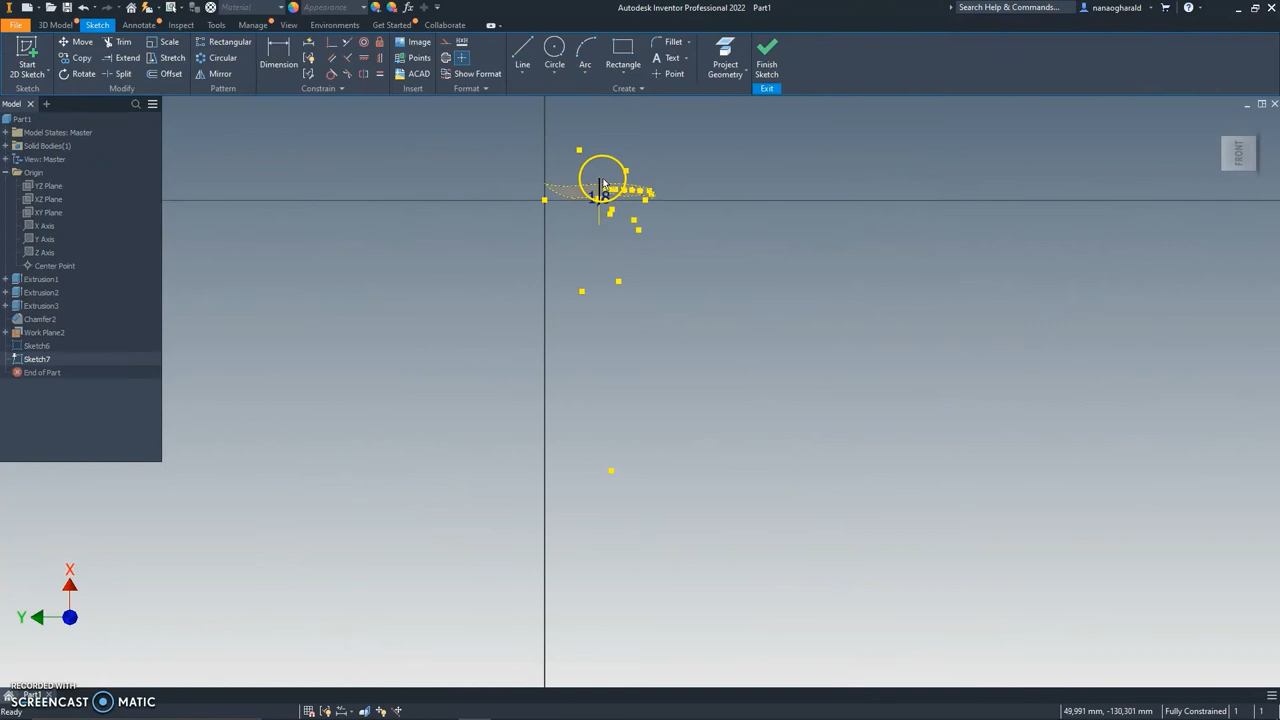 Material Appearance Autodesk Inventor Professional 2022 Part1 Search Help & Commands... nanaogharald
File 3D Model Sketch Annotate Inspect Tools Manage View Environments Get Started Collaborate
Start 2D Sketch Move Copy Rotate Trim Extend Split Scale Stretch Offset Rectangular Circular Mirror Dimension Image Points ACAD Show Format Line Circle Arc Rectangle Fillet Text Point Project Geometry Finish Sketch
Sketch Modify Pattern Constrain Insert Format Create Exit
Model
Part1
Model States: Master
Solid Bodies(1)
View: Master
Origin
YZ Plane
XZ Plane
XY Plane
X Axis
Y Axis
Z Axis
Center Point
Extrusion1
Extrusion2
Extrusion3
Chamfer2
Work Plane2
Sketch6
Sketch7
End of Part
FRONT
X
Y
RECORDED WITH
SCREENCAST MATIC
Part1
Ready 49,991 mm, -130,301 mm Fully Constrained 1 1